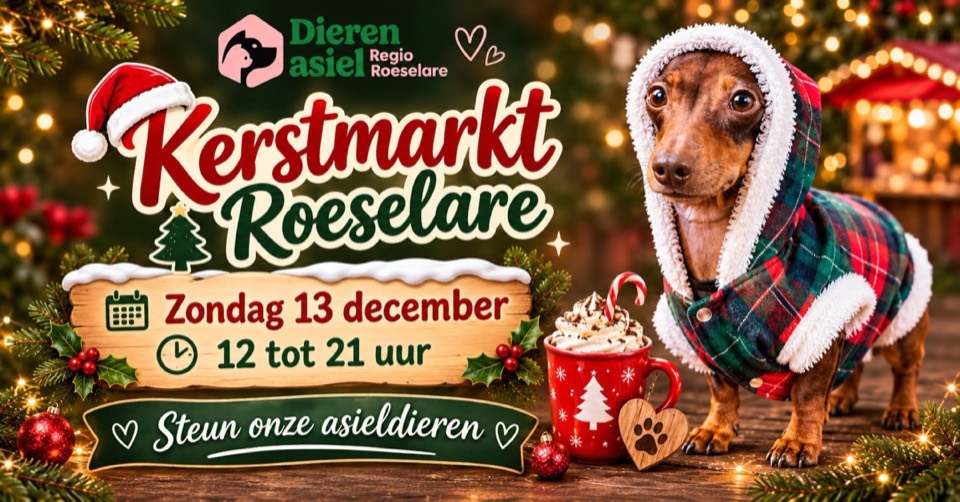 Dieren
asiel Regio
Roeselare
Kerstmarkt
Roeselare
Zondag 13 december
12 tot 21 uur
Steun onze asieldieren